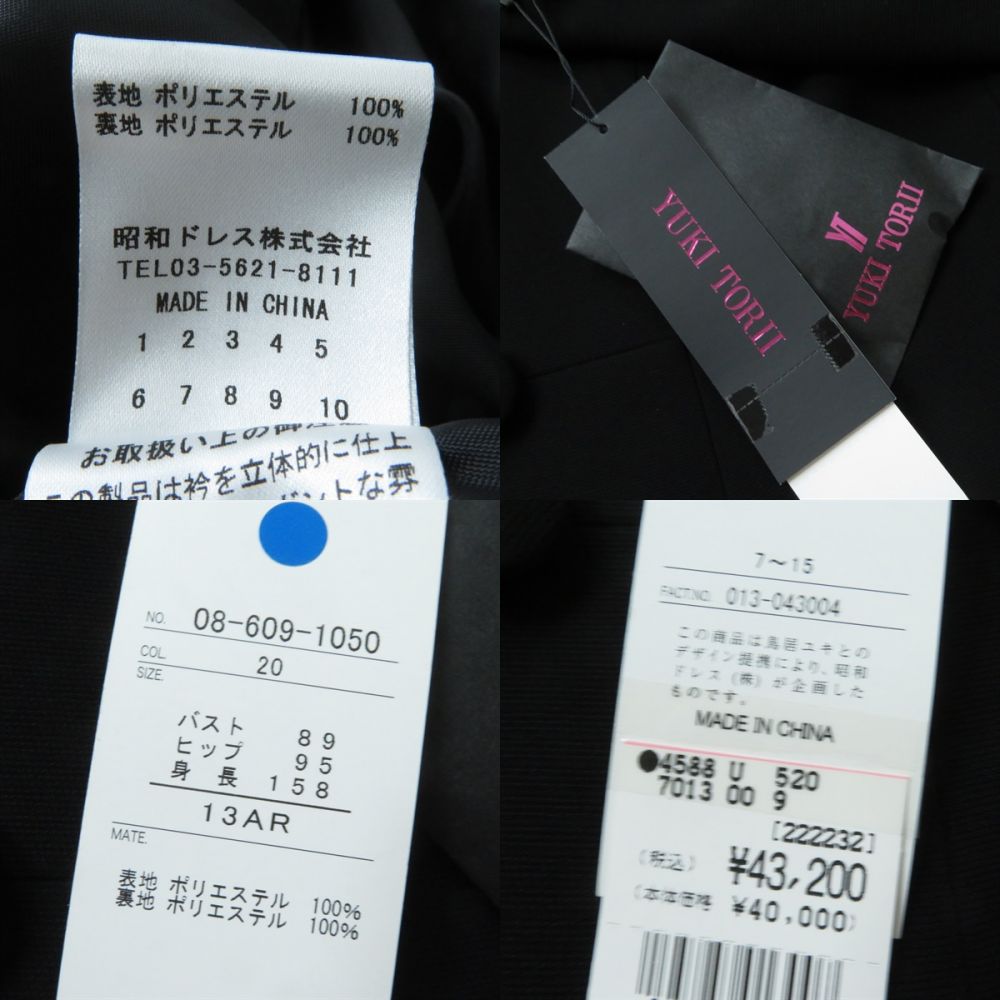 表地 ポリエステル 100%
裏地 ポリエステル 100%
昭和ドレス株式会社
TEL03-5621-8111
MADE IN CHINA
1 2 3 4 5
6 7 8 9 10
お取扱い上の御注意
この製品は衿を立体的に仕上
YUKI TORII
YI
YUKI TORII
NO. 08-609-1050
COL. 20
SIZE.
バスト 89
ヒップ 95
身長 158
13AR
MATE.
表地 ポリエステル 100%
裏地 ポリエステル 100%
7～15
FACT.NO. 013-043004
この商品は鳥居ユキとの
デザイン提携により、昭和
ドレス（株）が企画した
ものです。
MADE IN CHINA
●4588 U 520
7013 00 9
[222232]
(税込) ¥43,200
(本体価格 ¥40,000)